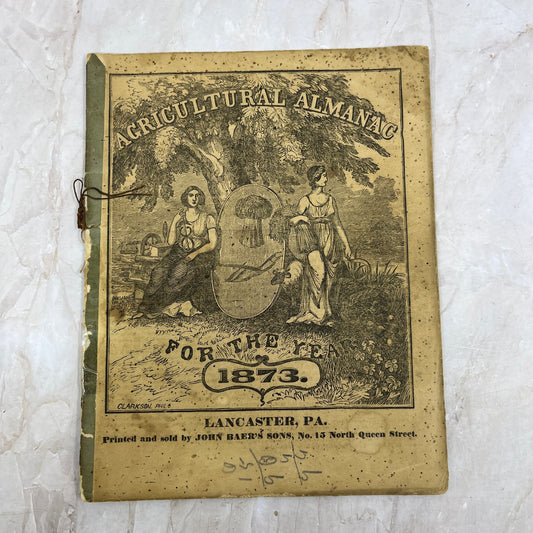 AGRICULTURAL ALMANAC
FOR THE YEAR
1873.
CLARKSON PHILA
LANCASTER, PA.
Printed and sold by JOHN BAER'S SONS, No. 15 North Queen Street.